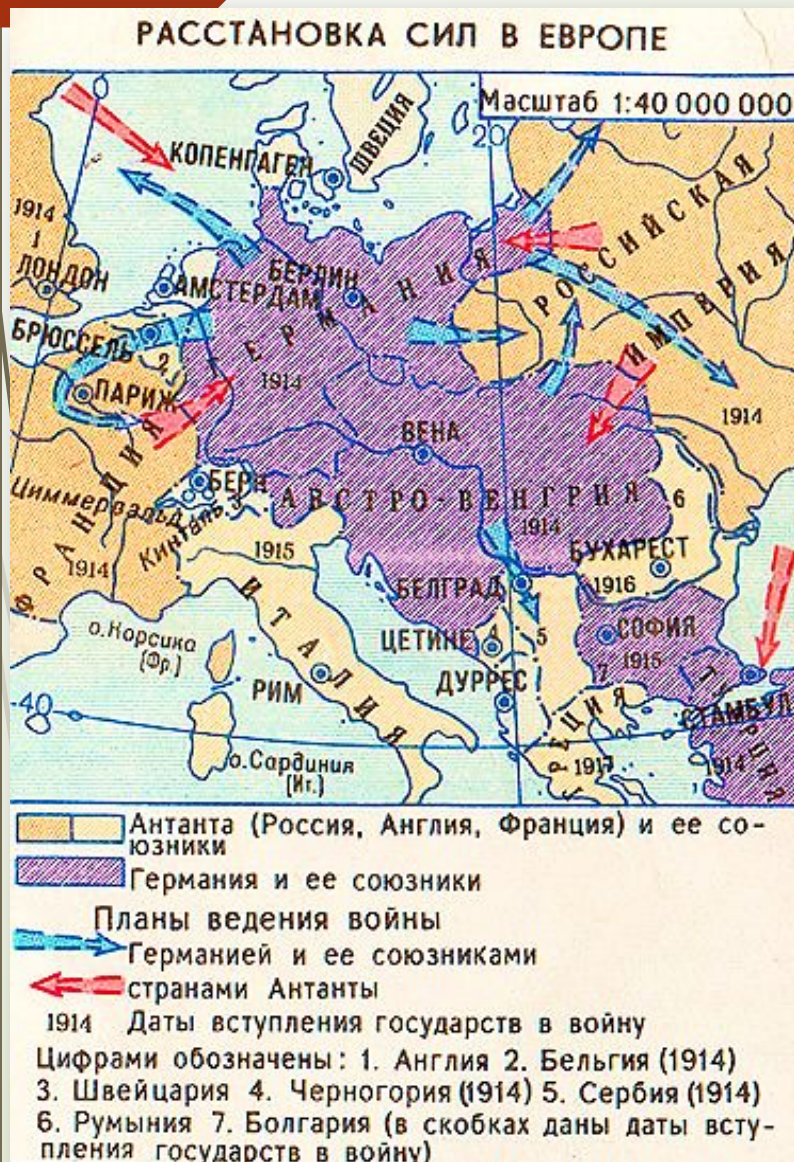 РАССТАНОВКА СИЛ В ЕВРОПЕ
Масштаб 1:40 000 000
0
20
ШВЕЦИЯ
КОПЕНГАГЕН
РОССИЙСКАЯ
ИМПЕРИЯ
1914
1914
1
ЛОНДОН
АМСТЕРДАМ
БЕРЛИН
ГЕРМАНИЯ
1914
БРЮССЕЛЬ
2
ПАРИЖ
ФРАНЦИЯ
1914
ВЕНА
БЕРН
Циммервальд
Кинталь
3
АВСТРО-ВЕНГРИЯ
1914
6
БУХАРЕСТ
1916
1915
ИТАЛИЯ
БЕЛГРАД
о.Корсика
(Фр.)
ЦЕТИНЕ
4
5
СОФИЯ
1915
7
РИМ
ДУРРЕС
40
о.Сардиния
(Ит.)
ГРЕЦИЯ
1917
СТАМБУЛ
ТУРЦИЯ
1914
Антанта (Россия, Англия, Франция) и ее со-
юзники
Германия и ее союзники
Планы ведения войны
Германией и ее союзниками
странами Антанты
1914 Даты вступления государств в войну
Цифрами обозначены: 1. Англия 2. Бельгия (1914)
3. Швейцария 4. Черногория (1914) 5. Сербия (1914)
6. Румыния 7. Болгария (в скобках даны даты всту-
пления государств в войну)